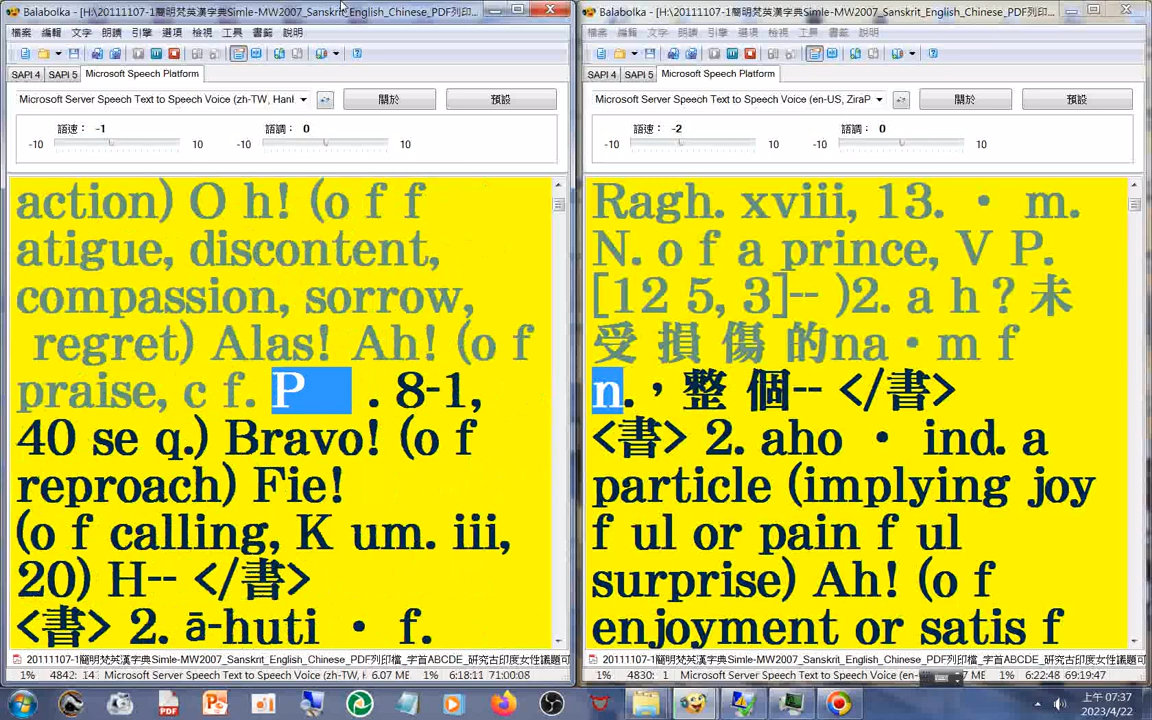 Balabolka - [H:\20111107-1簡明梵英漢字典Simle-MW2007_Sanskrit_English_Chinese_PDF列印...
檔案 編輯 文字 朗讀 引擎 選項 檢視 工具 書籤 說明
SAPI 4 SAPI 5 Microsoft Speech Platform
Microsoft Server Speech Text to Speech Voice (zh-TW, Han
關於 預設
語速： -1 語調： 0
-10 10 -10 10
action) O h! (o f f
atigue, discontent,
compassion, sorrow,
regret) Alas! Ah! (o f
praise, c f. P . 8-1,
40 se q.) Bravo! (o f
reproach) Fie!
(o f calling, K um. iii,
20) H-- </書>
<書> 2. ā-huti • f.
20111107-1簡明梵英漢字典Simle-MW2007_Sanskrit_English_Chinese_PDF列印檔_字首ABCDE_研究古印度女性議題可
1% 4842: 14 Microsoft Server Speech Text to Speech Voice (zh-TW, H 6.07 ME 1% 6:18:11 71:00:08
Balabolka - [H:\20111107-1簡明梵英漢字典Simle-MW2007_Sanskrit_English_Chinese_PDF列印...
檔案 編輯 文字 朗讀 引擎 選項 檢視 工具 書籤 說明
SAPI 4 SAPI 5 Microsoft Speech Platform
Microsoft Server Speech Text to Speech Voice (en-US, ZiraP
關於 預設
語速： -2 語調： 0
-10 10 -10 10
Ragh. xviii, 13. • m.
N. o f a prince, V P.
[12 5, 3]-- )2. a h ? 未
受 損 傷 的na • m f
n.，整 個-- </書>
<書> 2. aho • ind. a
particle (implying joy
f ul or pain f ul
surprise) Ah! (o f
enjoyment or satis f
20111107-1簡明梵英漢字典Simle-MW2007_Sanskrit_English_Chinese_PDF列印檔_字首ABCDE_研究古印度女性議題可
1% 4830: 1 Microsoft Server Speech Text to Speech Voice (en-U 1% 6:22:48 69:19:47
上午 07:37
2023/4/22